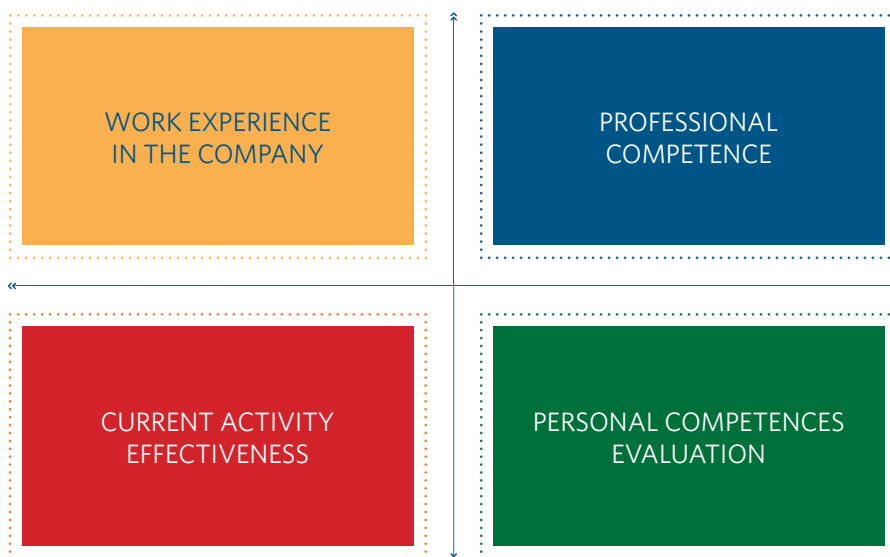 WORK EXPERIENCE
IN THE COMPANY
PROFESSIONAL
COMPETENCE
CURRENT ACTIVITY
EFFECTIVENESS
PERSONAL COMPETENCES
EVALUATION